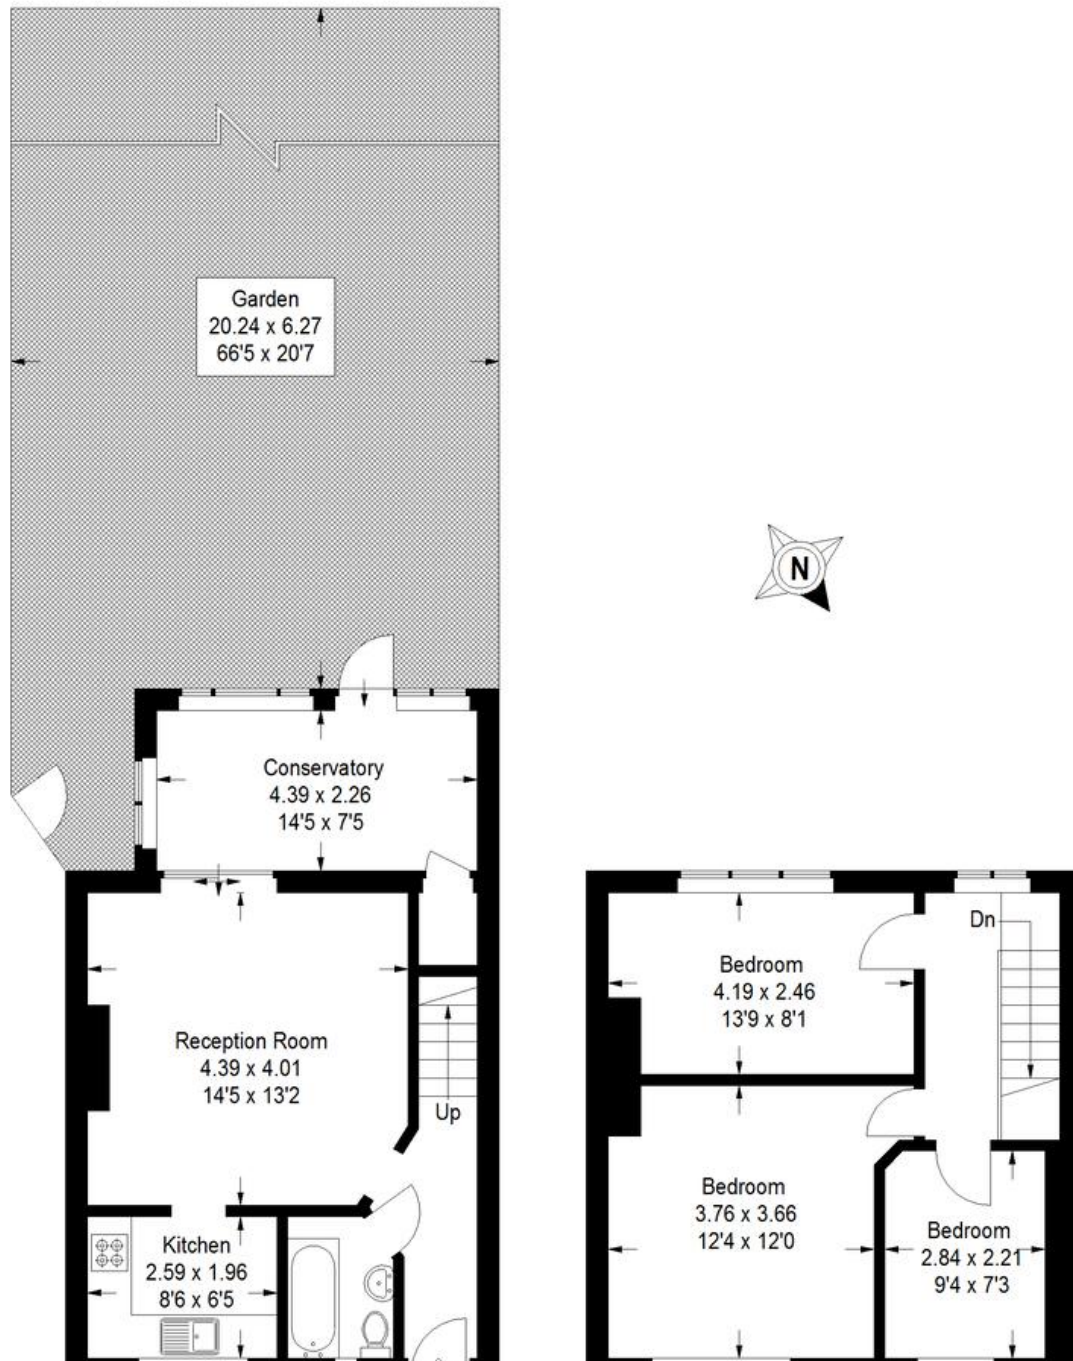 Garden
20.24 x 6.27
66'5 x 20'7
N
Conservatory
4.39 x 2.26
14'5 x 7'5
Reception Room
4.39 x 4.01
14'5 x 13'2
Up
Kitchen
2.59 x 1.96
8'6 x 6'5
Dn
Bedroom
4.19 x 2.46
13'9 x 8'1
Bedroom
3.76 x 3.66
12'4 x 12'0
Bedroom
2.84 x 2.21
9'4 x 7'3